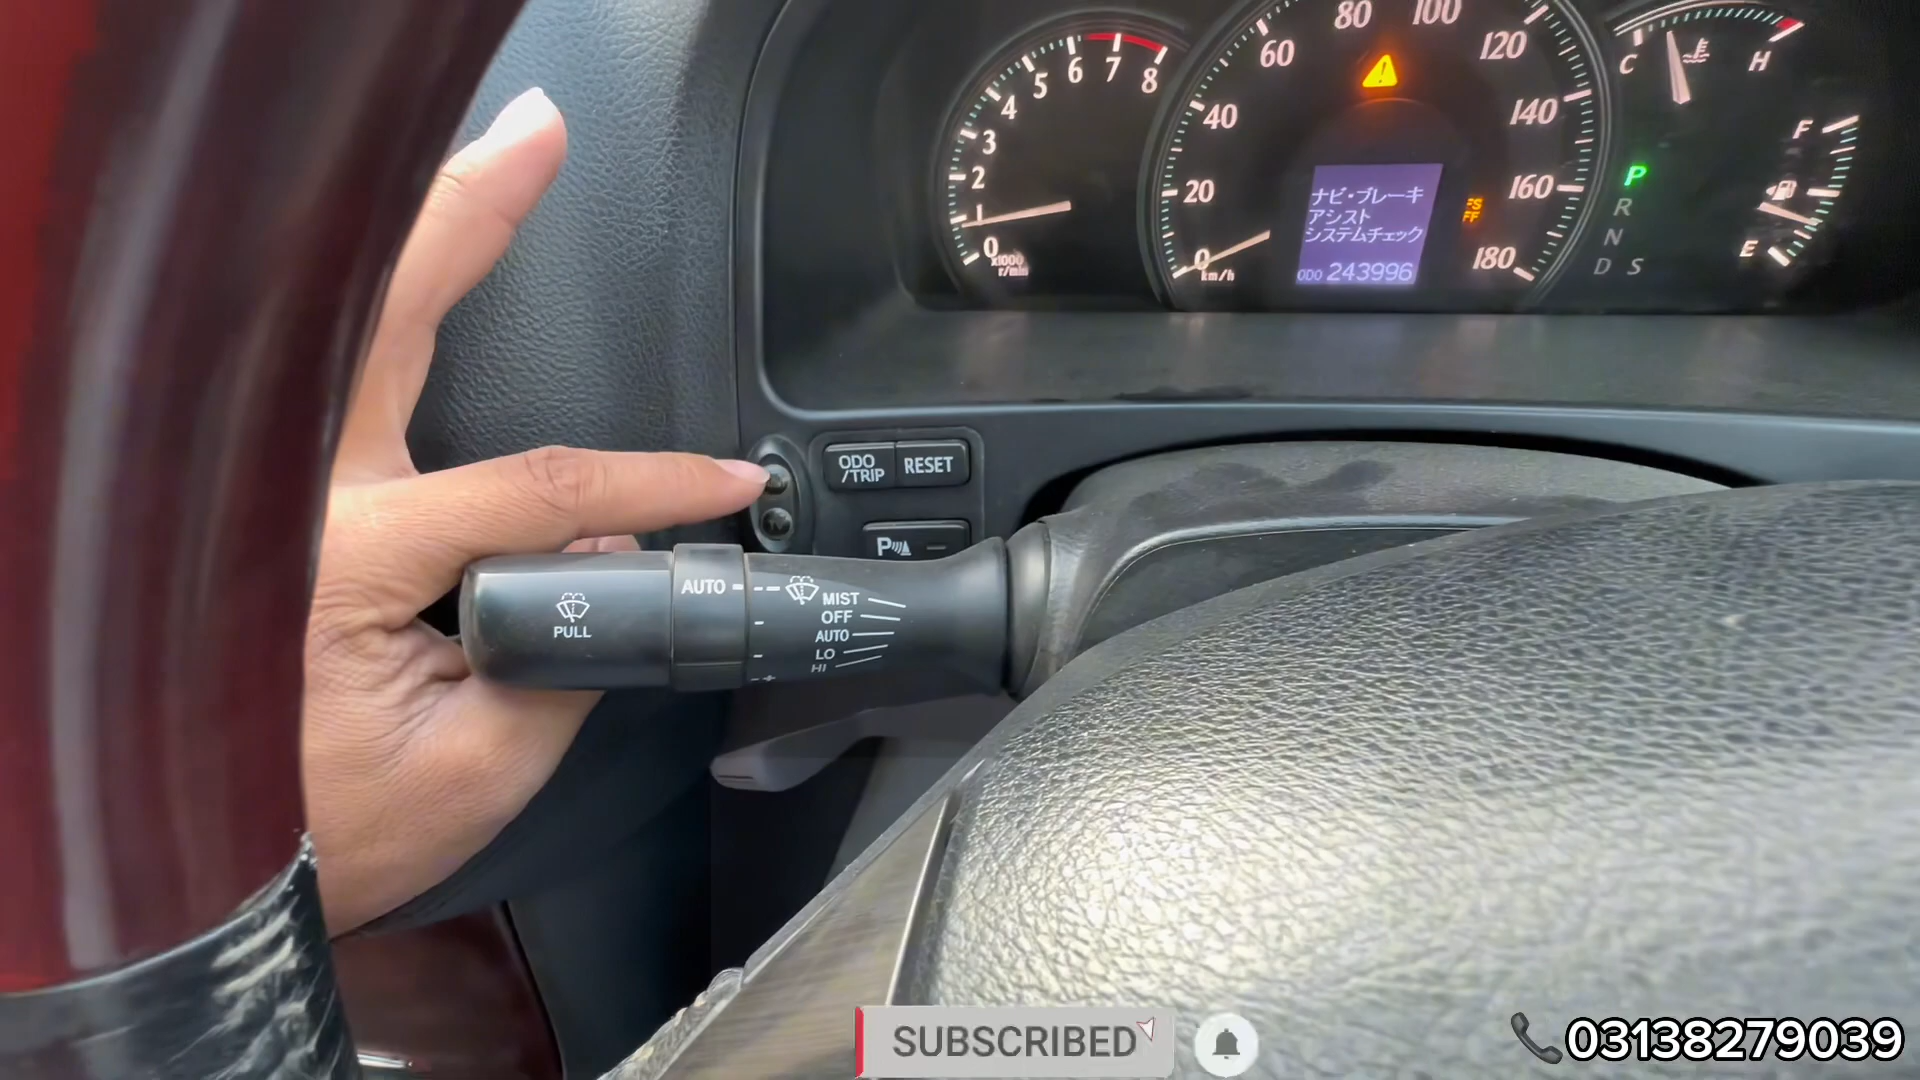 1 2 3 4 5 6 7 8
0
x1000
r/min
0 20 40 60 80 100 120 140 160 180
km/h
ナビ・ブレーキ
アシスト
システムチェック
ODO 243996
FS
FF
C H
P
R
N
D S
F
E
ODO
/TRIP
RESET
P
AUTO
PULL
MIST
OFF
AUTO
LO
HI
- +
SUBSCRIBED
03138279039